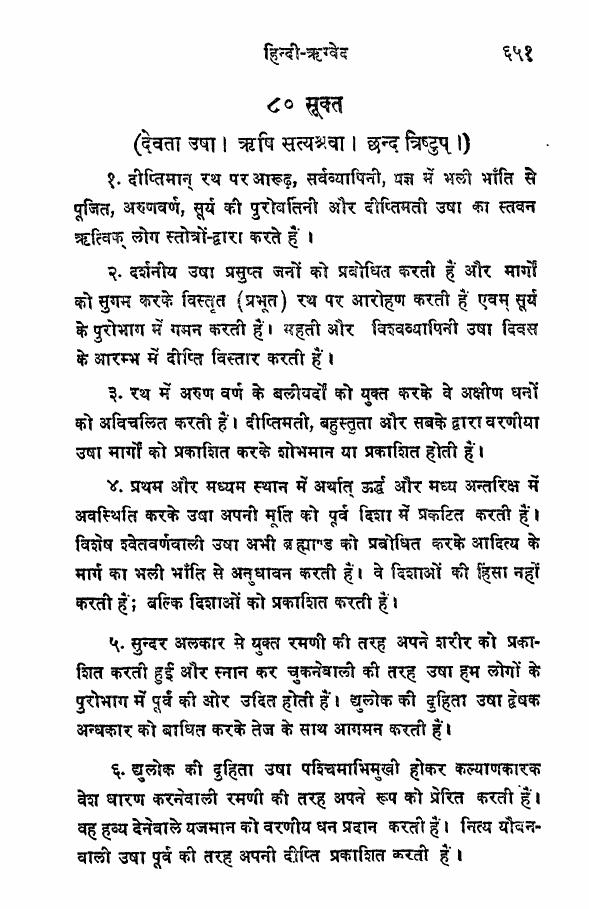 हिन्दी-ऋग्वेद ६५१
८० सूक्त
(देवता उषा। ऋषि सत्यश्रवा। छन्द त्रिष्टुप्।)
१. दीप्तिमान् रथ पर आरूढ़, सर्वव्यापिनी, यज्ञ में भली भाँति से
पूजित, अरुणवर्ण, सूर्य की पुरोवर्तिनी और दीप्तिमती उषा का स्तवन
ऋत्विक् लोग स्तोत्रों-द्वारा करते हैं।
२. दर्शनीय उषा प्रसुप्त जनों को प्रबोधित करती हैं और मार्गों
को सुगम करके विस्तृत (प्रभूत) रथ पर आरोहण करती हैं एवम् सूर्य
के पुरोभाग में गमन करती हैं। महती और विश्वव्यापिनी उषा दिवस
के आरम्भ में दीप्ति विस्तार करती हैं।
३. रथ में अरुण वर्ण के बलीवर्दों को युक्त करके वे अक्षीण धनों
को अविचलित करती हैं। दीप्तिमती, बहुस्तुता और सबके द्वारा वरणीया
उषा मार्गों को प्रकाशित करके शोभमान या प्रकाशित होती हैं।
४. प्रथम और मध्यम स्थान में अर्थात् ऊर्द्ध और मध्य अन्तरिक्ष में
अवस्थिति करके उषा अपनी मूर्ति को पूर्व दिशा में प्रकटित करती हैं।
विशेष श्वेतवर्णवाली उषा अभी ब्रह्माण्ड को प्रबोधित करके आदित्य के
मार्ग का भली भाँति से अनुधावन करती हैं। वे दिशाओं की हिंसा नहीं
करती हैं; बल्कि दिशाओं को प्रकाशित करती हैं।
५. सुन्दर अलंकार से युक्त रमणी की तरह अपने शरीर को प्रका-
शित करती हुई और स्नान कर चुकनेवाली की तरह उषा हम लोगों के
पुरोभाग में पूर्व की ओर उदित होती हैं। द्युलोक की दुहिता उषा द्वेषक
अन्धकार को बाधित करके तेज के साथ आगमन करती हैं।
६. द्युलोक की दुहिता उषा पश्चिमाभिमुखी होकर कल्याणकारक
वेश धारण करनेवाली रमणी की तरह अपने रूप को प्रेरित करती हैं।
वह हव्य देनेवाले यजमान को वरणीय धन प्रदान करती हैं। नित्य यौवन-
वाली उषा पूर्व की तरह अपनी दीप्ति प्रकाशित करती हैं।